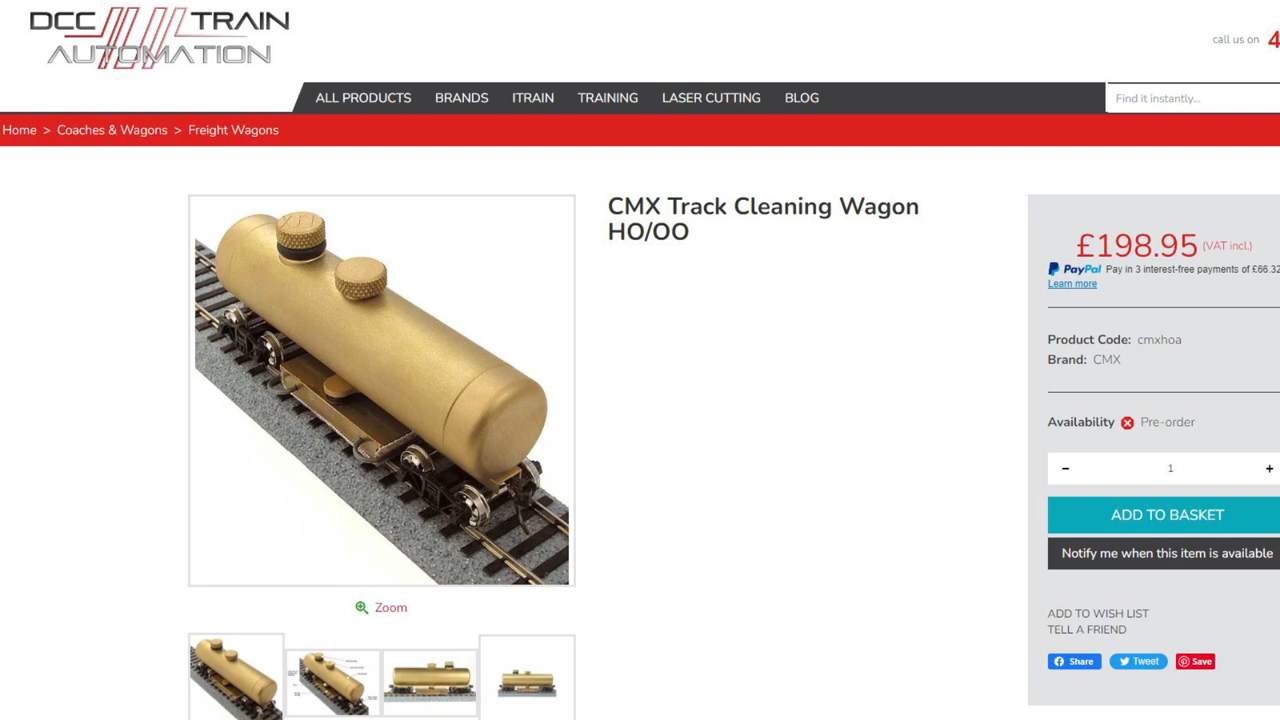 DCC TRAIN
AUTOMATION
call us on 4
ALL PRODUCTS BRANDS ITRAIN TRAINING LASER CUTTING BLOG
Find it instantly...
Home > Coaches & Wagons > Freight Wagons
CMX Track Cleaning Wagon
HO/OO
£198.95 (VAT incl.)
PayPal Pay in 3 interest-free payments of £66.32
Learn more
Product Code: cmxhoa
Brand: CMX
Availability Pre-order
- 1 +
ADD TO BASKET
Notify me when this item is available
Zoom
ADD TO WISH LIST
TELL A FRIEND
Share Tweet Save